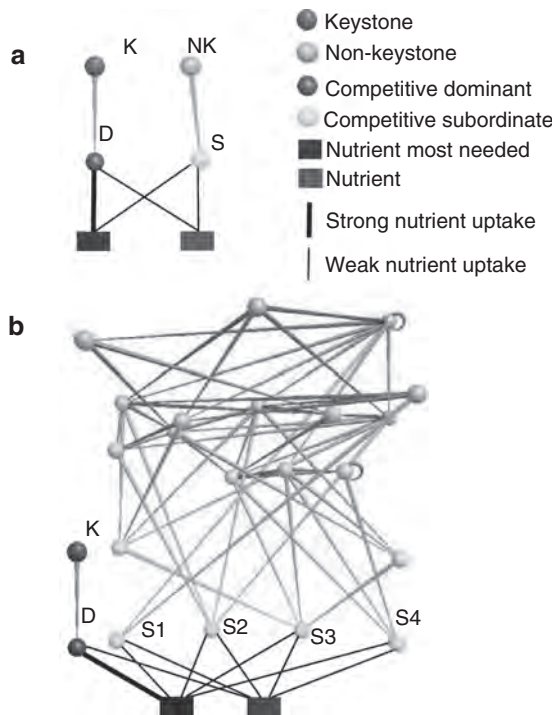 a
K
NK
D
S
Keystone
Non-keystone
Competitive dominant
Competitive subordinate
Nutrient most needed
Nutrient
Strong nutrient uptake
Weak nutrient uptake
b
K
D
S1
S2
S3
S4